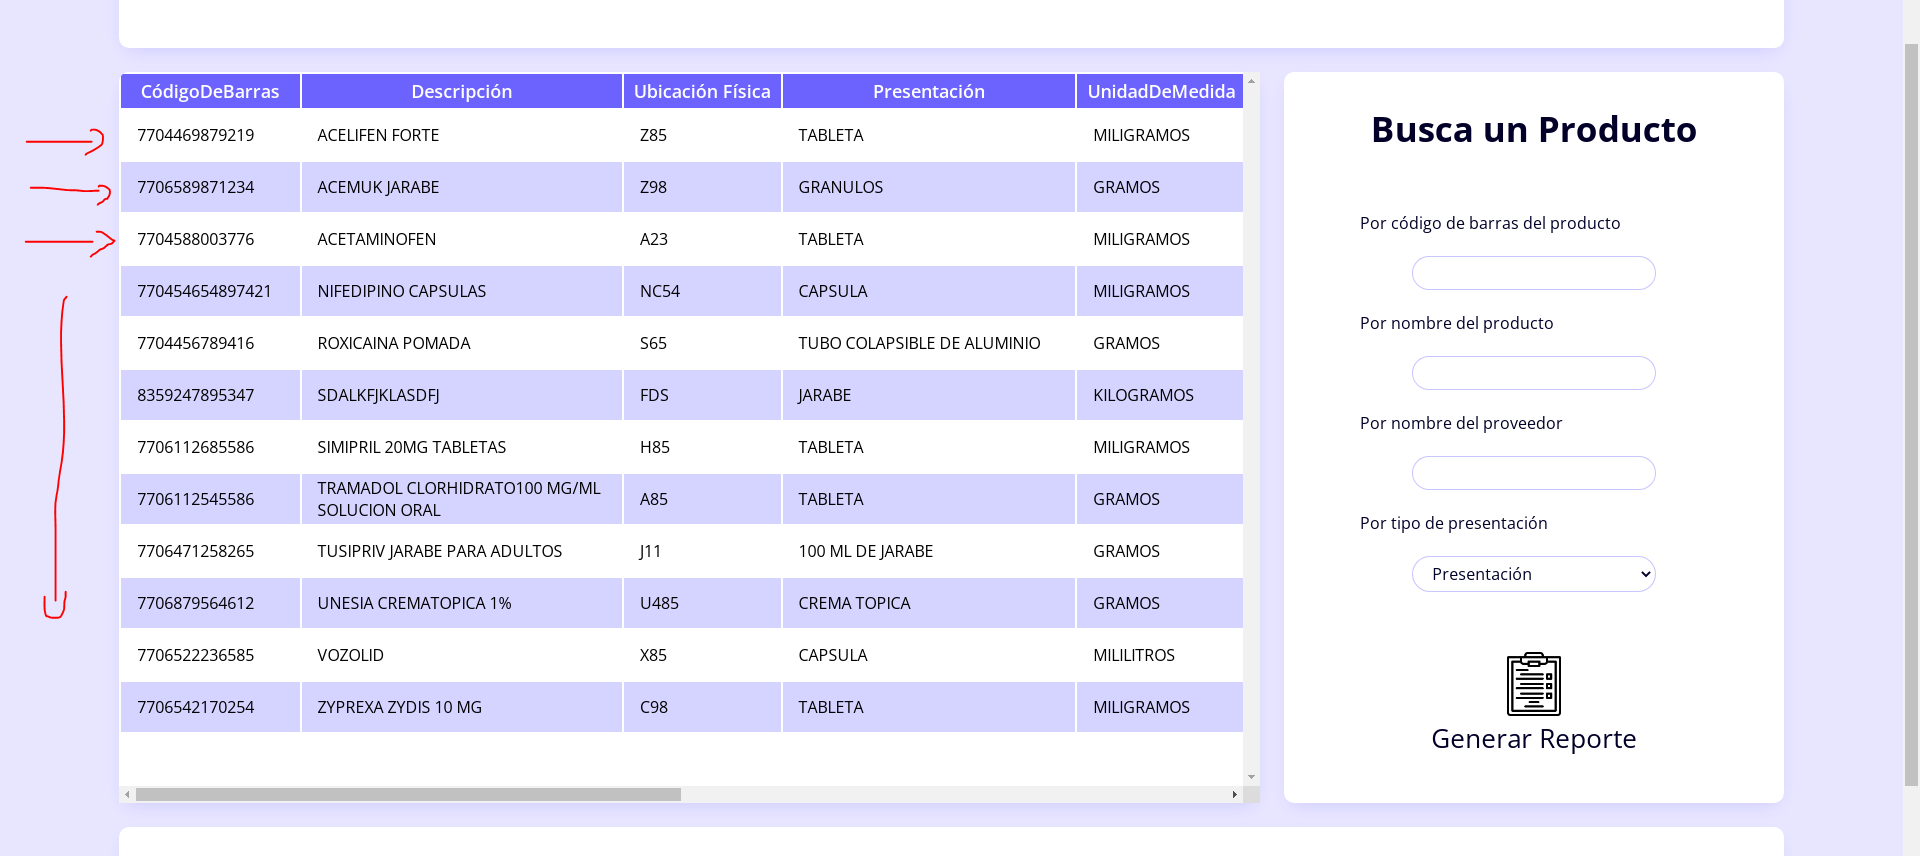 CódigoDeBarras Descripción Ubicación Física Presentación UnidadDeMedida
7704469879219 ACELIFEN FORTE Z85 TABLETA MILIGRAMOS
7706589871234 ACEMUK JARABE Z98 GRANULOS GRAMOS
7704588003776 ACETAMINOFEN A23 TABLETA MILIGRAMOS
770454654897421 NIFEDIPINO CAPSULAS NC54 CAPSULA MILIGRAMOS
7704456789416 ROXICAINA POMADA S65 TUBO COLAPSIBLE DE ALUMINIO GRAMOS
8359247895347 SDALKFJKLASDFJ FDS JARABE KILOGRAMOS
7706112685586 SIMIPRIL 20MG TABLETAS H85 TABLETA MILIGRAMOS
7706112545586 TRAMADOL CLORHIDRATO100 MG/ML A85 TABLETA GRAMOS
SOLUCION ORAL
7706471258265 TUSIPRIV JARABE PARA ADULTOS J11 100 ML DE JARABE GRAMOS
7706879564612 UNESIA CREMATOPICA 1% U485 CREMA TOPICA GRAMOS
7706522236585 VOZOLID X85 CAPSULA MILILITROS
7706542170254 ZYPREXA ZYDIS 10 MG C98 TABLETA MILIGRAMOS
Busca un Producto
Por código de barras del producto
Por nombre del producto
Por nombre del proveedor
Por tipo de presentación
Presentación
Generar Reporte